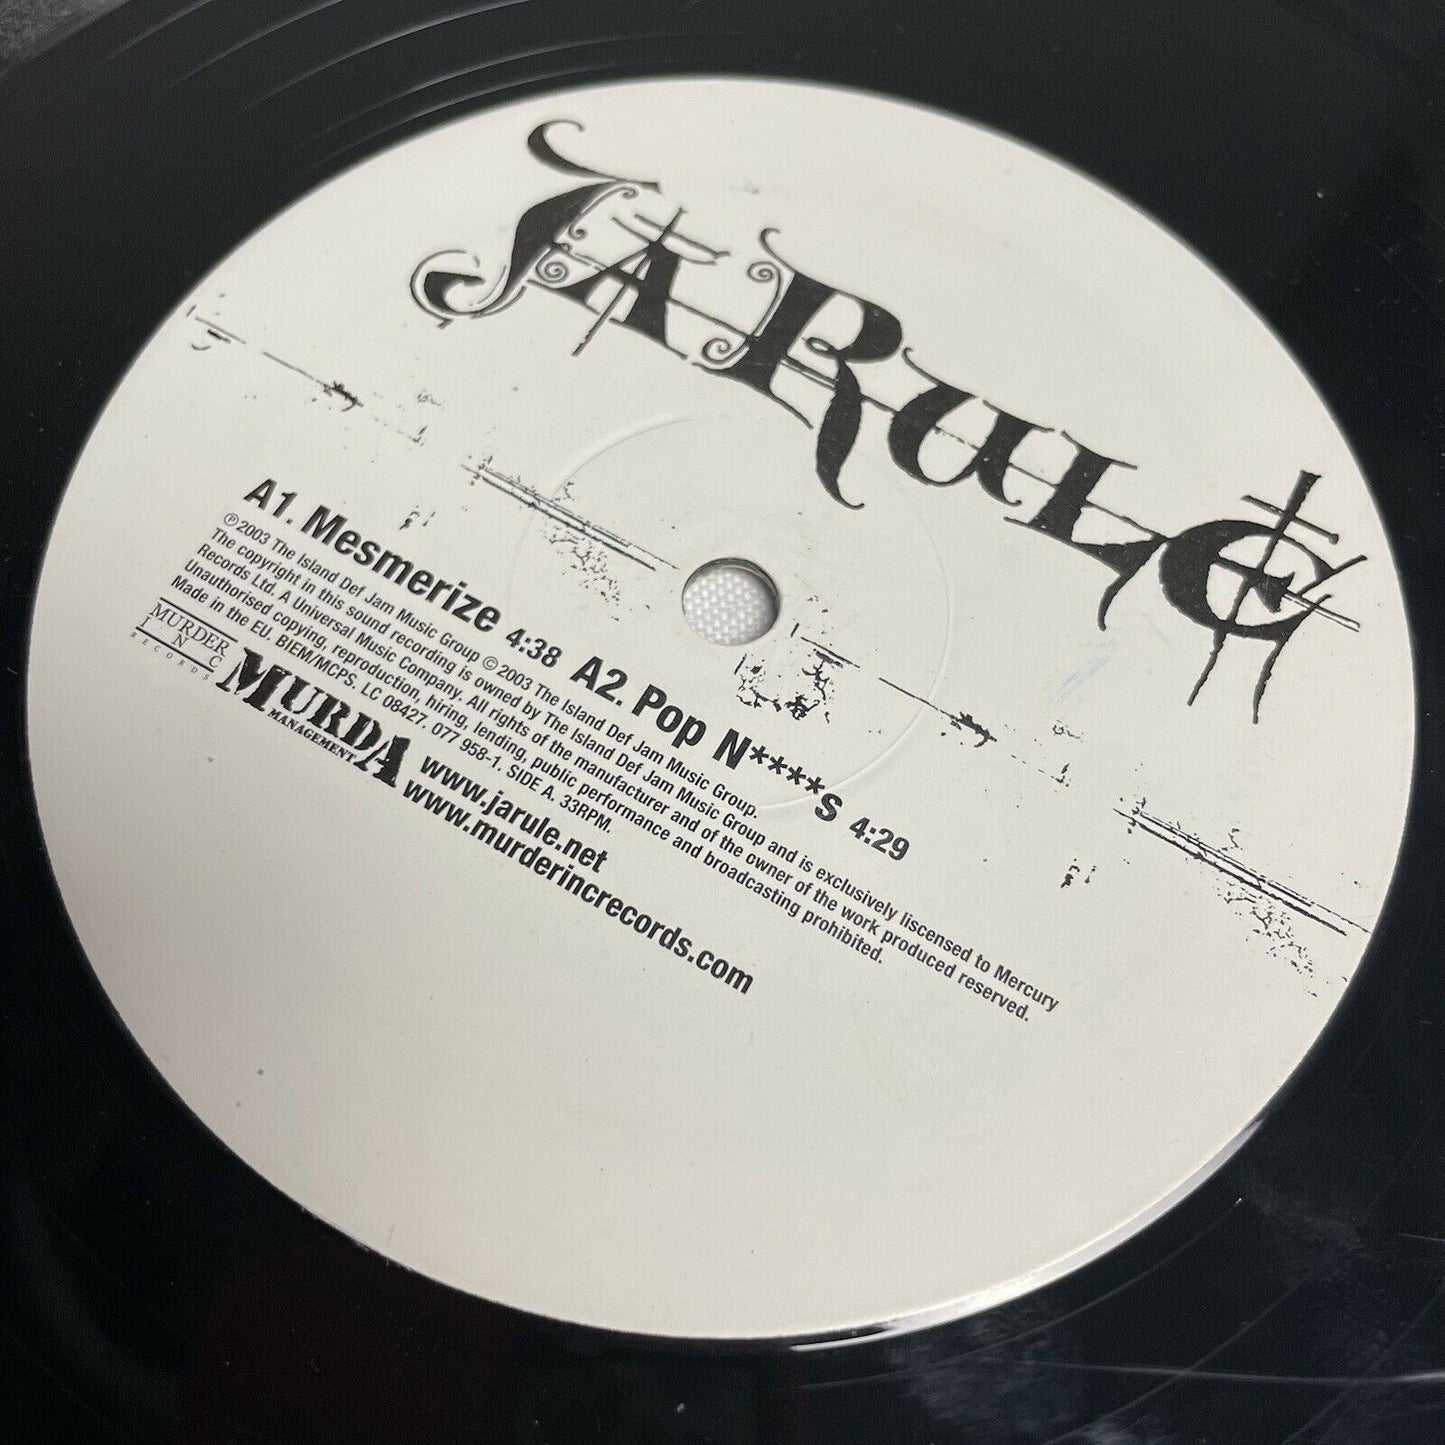 JA RULE
A1. Mesmerize 4:38 A2. Pop N****s 4:29
℗ 2003 The Island Def Jam Music Group © 2003 The Island Def Jam Music Group.
The copyright in this sound recording is owned by The Island Def Jam Music Group and is exclusively liscensed to Mercury
Records Ltd. A Universal Music Company. All rights of the manufacturer and of the owner of the work produced reserved.
Unauthorised copying, reproduction, hiring, lending, public performance and broadcasting prohibited.
Made in the EU. BIEM/MCPS. LC 08427. 077 958-1. SIDE A. 33RPM.
MURDER
INC
RECORDS
MURDA
MANAGEMENT
www.jarule.net
www.murderincrecords.com